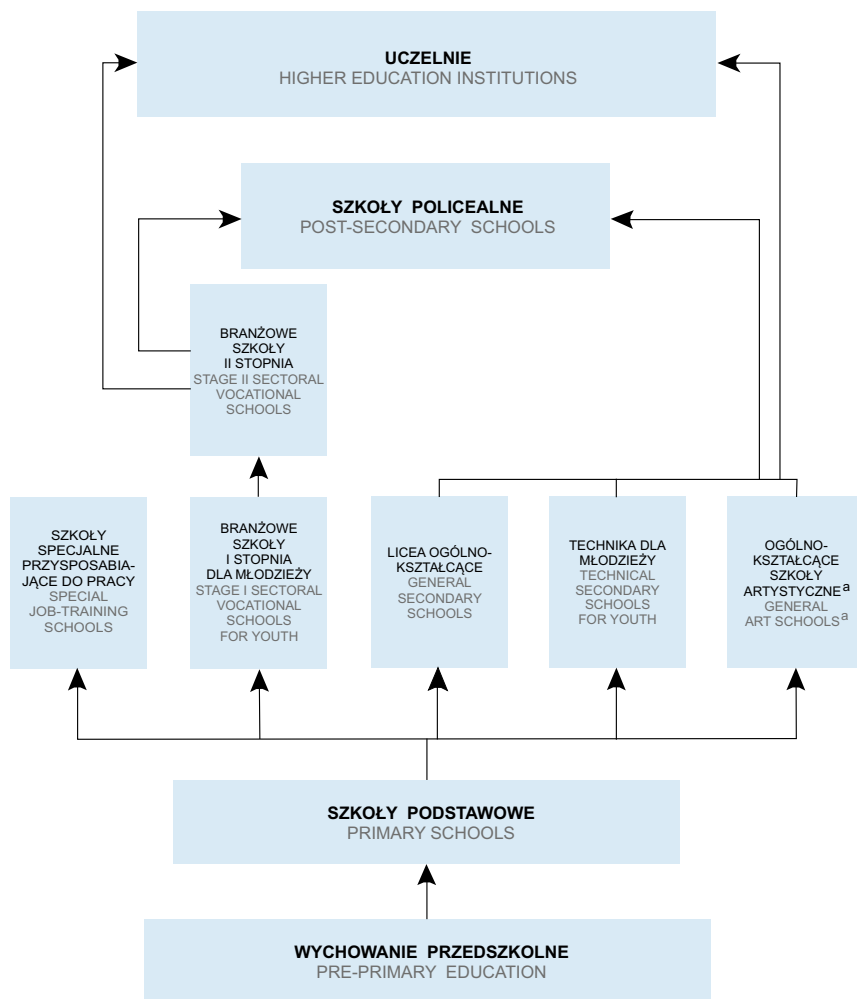 UCZELNIE
HIGHER EDUCATION INSTITUTIONS
SZKOŁY POLICEALNE
POST-SECONDARY SCHOOLS
BRANŻOWE
SZKOŁY
II STOPNIA
STAGE II SECTORAL
VOCATIONAL
SCHOOLS
SZKOŁY
SPECJALNE
PRZYSPOSABIA-
JĄCE DO PRACY
SPECIAL
JOB-TRAINING
SCHOOLS
BRANŻOWE
SZKOŁY
I STOPNIA
DLA MŁODZIEŻY
STAGE I SECTORAL
VOCATIONAL
SCHOOLS
FOR YOUTH
LICEA OGÓLNO-
KSZTAŁCĄCE
GENERAL
SECONDARY
SCHOOLS
TECHNIKA DLA
MŁODZIEŻY
TECHNICAL
SECONDARY
SCHOOLS
FOR YOUTH
OGÓLNO-
KSZTAŁCĄCE
SZKOŁY
ARTYSTYCZNE a
GENERAL
ART SCHOOLS a
SZKOŁY PODSTAWOWE
PRIMARY SCHOOLS
WYCHOWANIE PRZEDSZKOLNE
PRE-PRIMARY EDUCATION